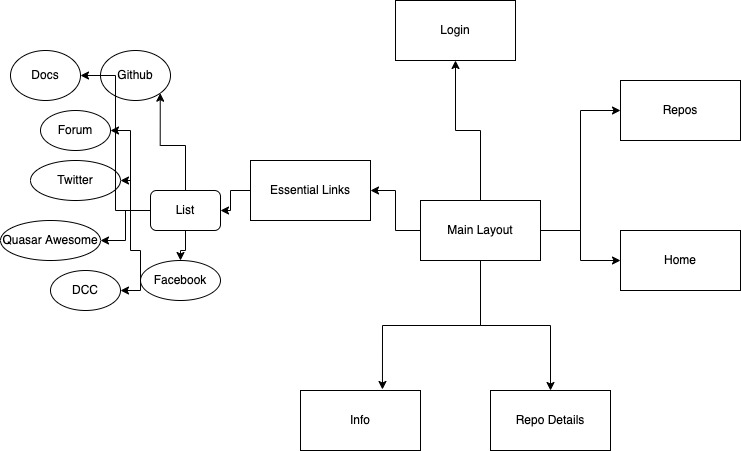 Login
Docs
Github
Repos
Forum
Twitter
Essential Links
List
Main Layout
Quasar Awesome
Home
Facebook
DCC
Info
Repo Details